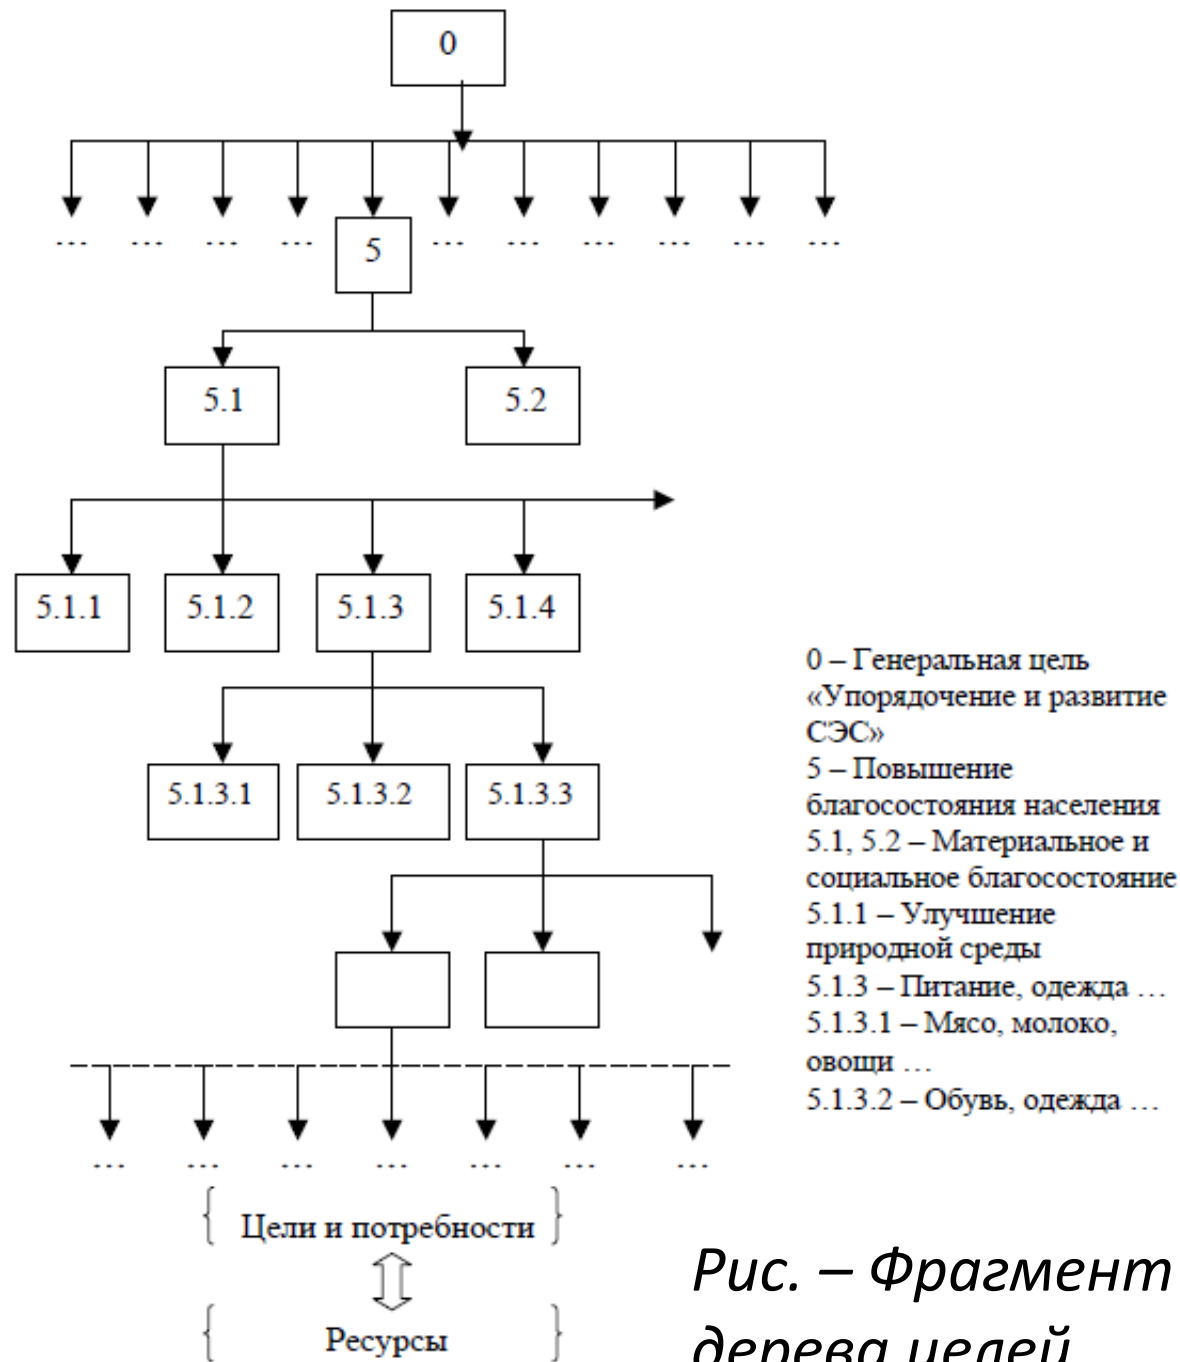 0
... ... ... ... 5 ... ... ... ... ... ...
5.1 5.2
5.1.1 5.1.2 5.1.3 5.1.4
5.1.3.1 5.1.3.2 5.1.3.3
... ... ... ... ... ... ...
{ Цели и потребности }
{ Ресурсы }
0 – Генеральная цель
«Упорядочение и развитие
СЭС»
5 – Повышение
благосостояния населения
5.1, 5.2 – Материальное и
социальное благосостояние
5.1.1 – Улучшение
природной среды
5.1.3 – Питание, одежда …
5.1.3.1 – Мясо, молоко,
овощи …
5.1.3.2 – Обувь, одежда …
Рис. – Фрагмент
дерева целей